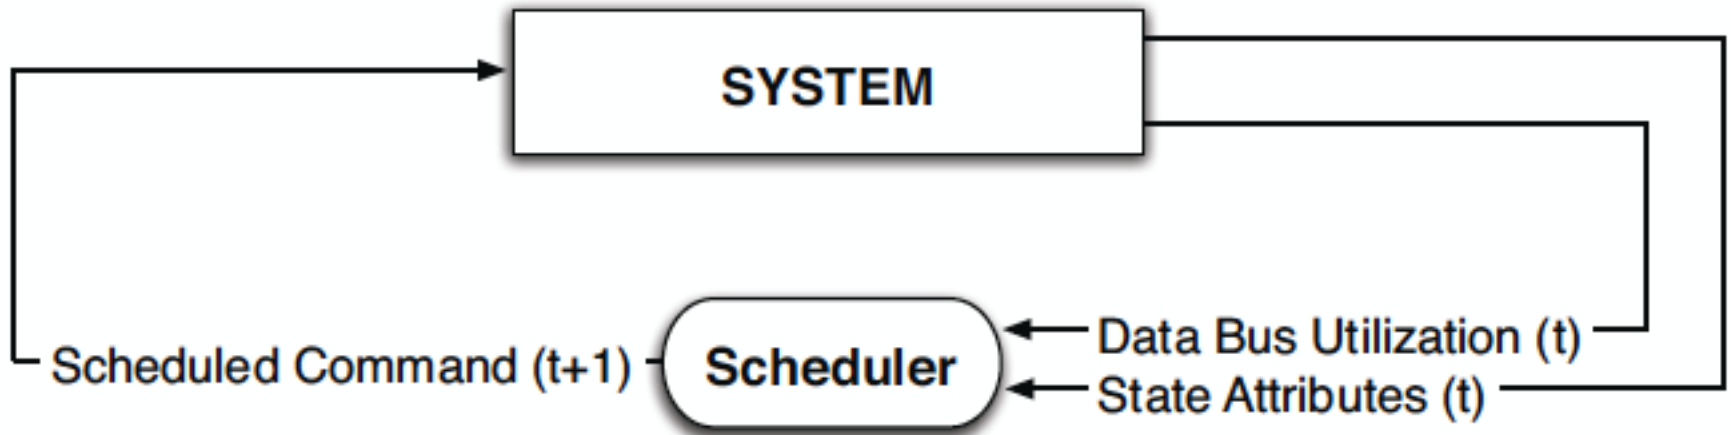 SYSTEM
Data Bus Utilization (t)
Scheduled Command (t+1)
Scheduler
State Attributes (t)